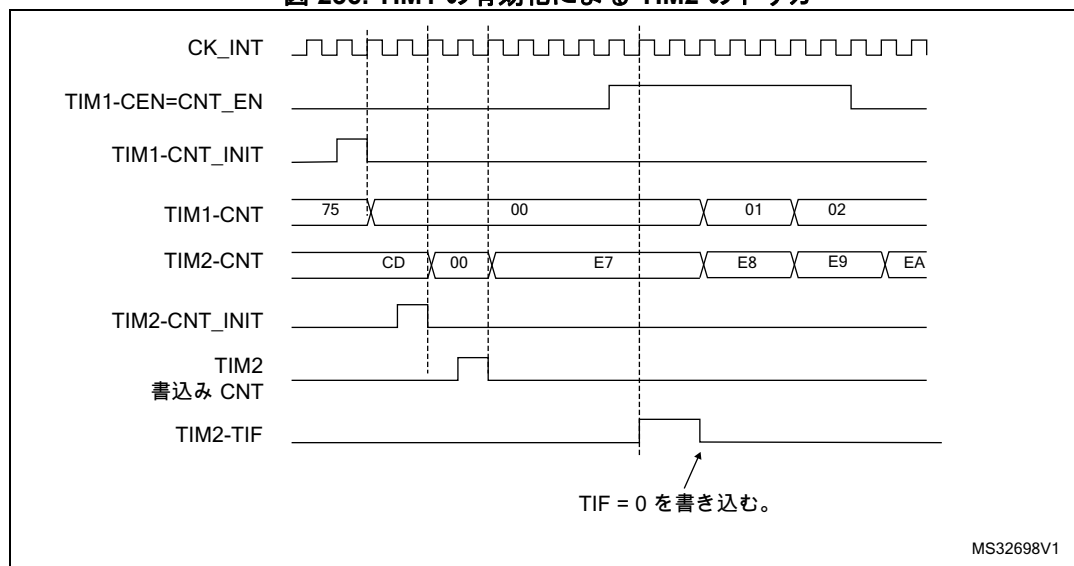 CK_INT
TIM1-CEN=CNT_EN
TIM1-CNT_INIT
TIM1-CNT 75 00 01 02
TIM2-CNT CD 00 E7 E8 E9 EA
TIM2-CNT_INIT
TIM2
書込み CNT
TIM2-TIF
TIF = 0 を書き込む。
MS32698V1